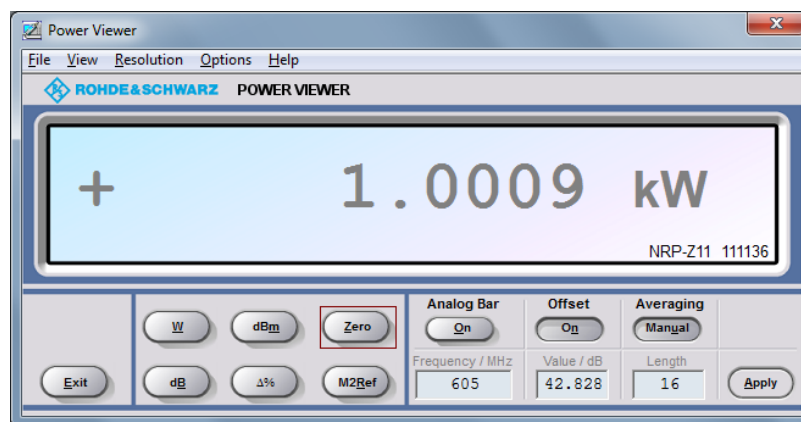 Power Viewer
File View Resolution Options Help
ROHDE&SCHWARZ POWER VIEWER
+ 1.0009 kW
NRP-Z11 111136
Analog Bar Offset Averaging
W dBm Zero On On Manual
Frequency / MHz Value / dB Length
Exit dB Δ% M2Ref 605 42.828 16 Apply